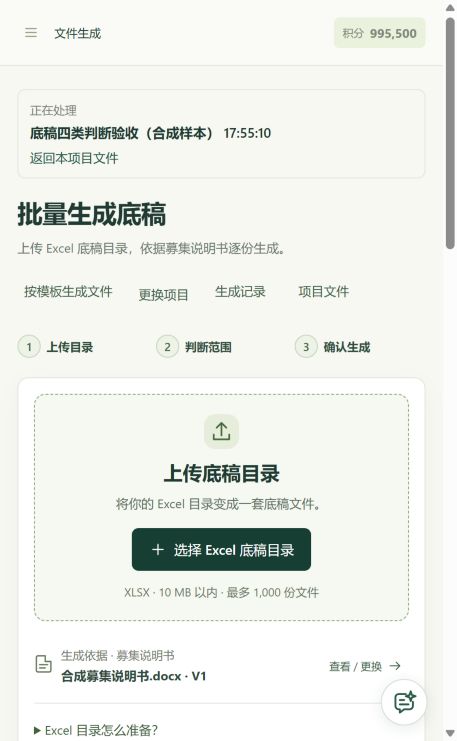 文件生成
积分 995,500
正在处理
底稿四类判断验收（合成样本） 17:55:10
返回本项目文件
批量生成底稿
上传 Excel 底稿目录，依据募集说明书逐份生成。
按模板生成文件 更换项目 生成记录 项目文件
1 上传目录 2 判断范围 3 确认生成
上传底稿目录
将你的 Excel 目录变成一套底稿文件。
选择 Excel 底稿目录
XLSX · 10 MB 以内 · 最多 1,000 份文件
生成依据 · 募集说明书
合成募集说明书.docx · V1
查看 / 更换
Excel 目录怎么准备？